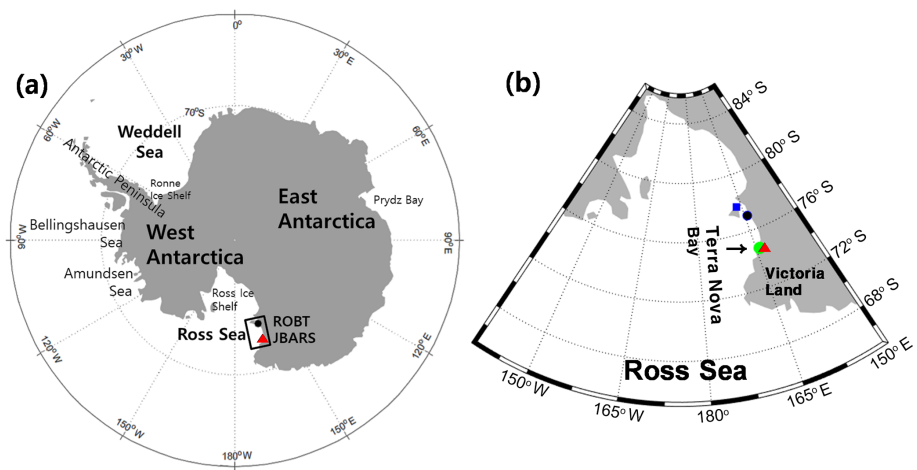 (a)
0°
30°W
30°E
70°S
60°W
60°E
Weddell
Sea
Antarctic Peninsula
Ronne
Ice Shelf
East
Antarctica
Prydz Bay
Bellingshausen
Sea
West
Antarctica
90°W
90°E
Amundsen
Sea
Ross Ice
Shelf
Ross Sea
ROBT
JBARS
120°W
120°E
150°W
150°E
180°W
(b)
84° S
80° S
76° S
72° S
68° S
Terra Nova
Bay
Victoria
Land
Ross Sea
150° W
165° W
180°
165° E
150° E